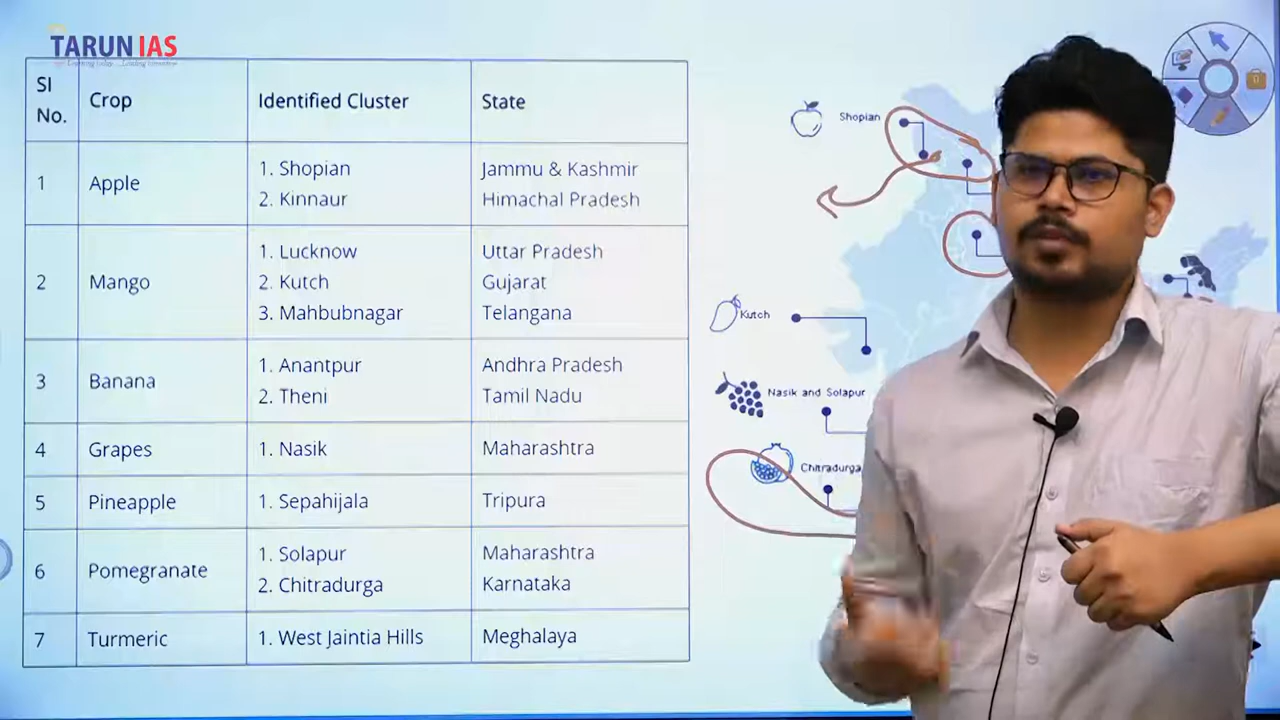 TARUN IAS
Sl No.
Crop
Identified Cluster
State
1
Apple
1. Shopian
2. Kinnaur
Jammu & Kashmir
Himachal Pradesh
2
Mango
1. Lucknow
2. Kutch
3. Mahbubnagar
Uttar Pradesh
Gujarat
Telangana
3
Banana
1. Anantpur
2. Theni
Andhra Pradesh
Tamil Nadu
4
Grapes
1. Nasik
Maharashtra
5
Pineapple
1. Sepahijala
Tripura
6
Pomegranate
1. Solapur
2. Chitradurga
Maharashtra
Karnataka
7
Turmeric
1. West Jaintia Hills
Meghalaya
Shopian
Kutch
Nasik and Solapur
Chitradurga